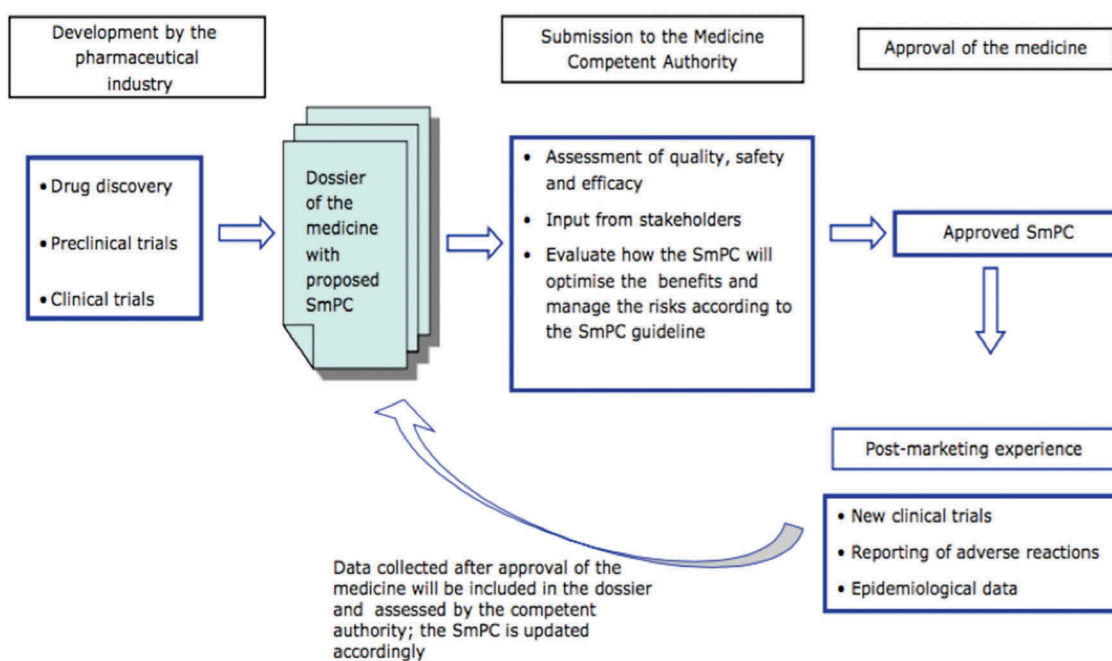 Development by the
pharmaceutical
industry
Submission to the Medicine
Competent Authority
Approval of the medicine
• Drug discovery
• Preclinical trials
• Clinical trials
Dossier
of the
medicine
with
proposed
SmPC
• Assessment of quality, safety
and efficacy
• Input from stakeholders
• Evaluate how the SmPC will
optimise the benefits and
manage the risks according to
the SmPC guideline
Approved SmPC
Post-marketing experience
• New clinical trials
• Reporting of adverse reactions
• Epidemiological data
Data collected after approval of the
medicine will be included in the dossier
and assessed by the competent
authority; the SmPC is updated
accordingly